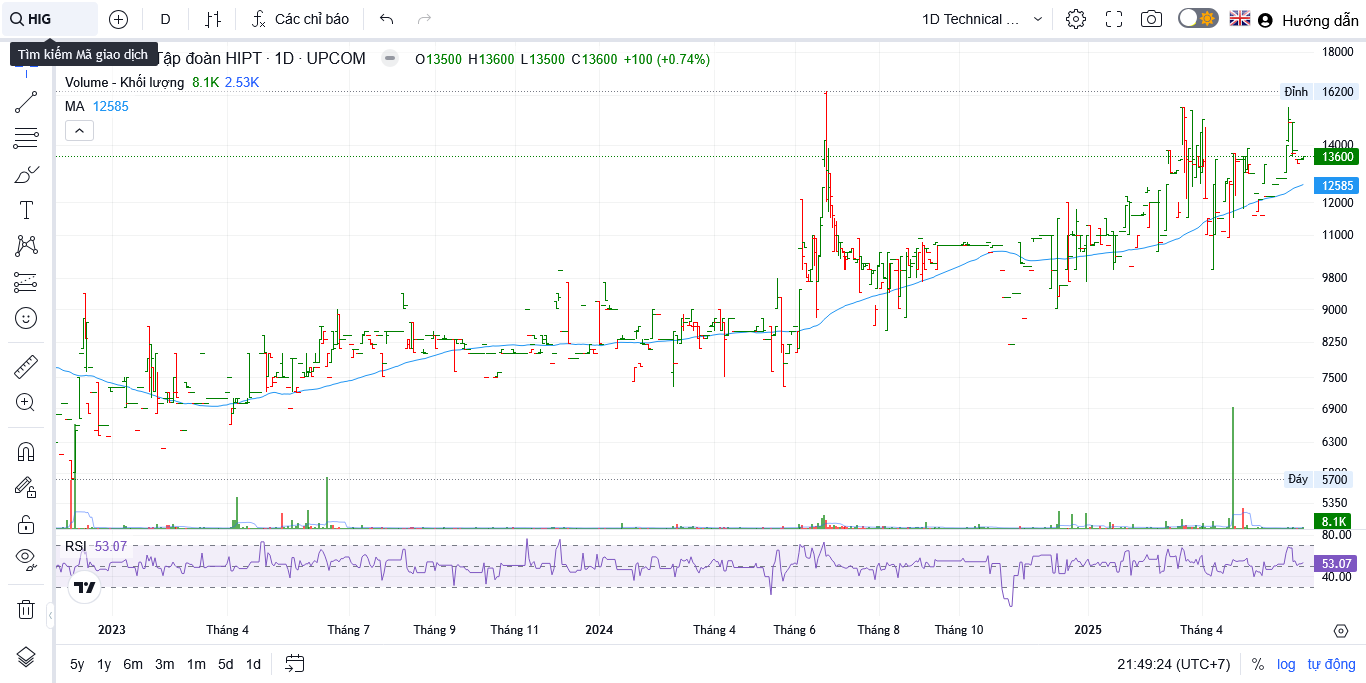 HIG D Các chỉ báo 1D Technical ... Hướng dẫn
Tìm kiếm Mã giao dịch
Tập đoàn HIPT · 1D · UPCOM O13500 H13600 L13500 C13600 +100 (+0.74%)
Volume - Khối lượng 8.1K 2.53K
MA 12585
18000
Đỉnh 16200
14000
13600
12585
12000
11000
9800
9000
8250
7500
6900
6300
5800
Đáy 5700
5350
8.1K
80.00
RSI 53.07
53.07
40.00
2023 Tháng 4 Tháng 7 Tháng 9 Tháng 11 2024 Tháng 4 Tháng 6 Tháng 8 Tháng 10 2025 Tháng 4
5y 1y 6m 3m 1m 5d 1d 21:49:24 (UTC+7) % log tự động